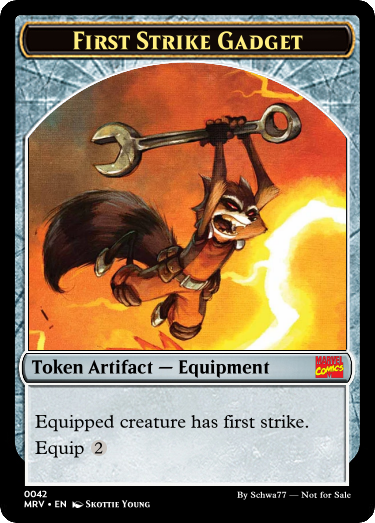 First Strike Gadget
Token Artifact — Equipment
MARVEL
COMICS
Equipped creature has first strike.
Equip 2
0042
MRV • EN Skottie Young
By Schwa77 — Not for Sale